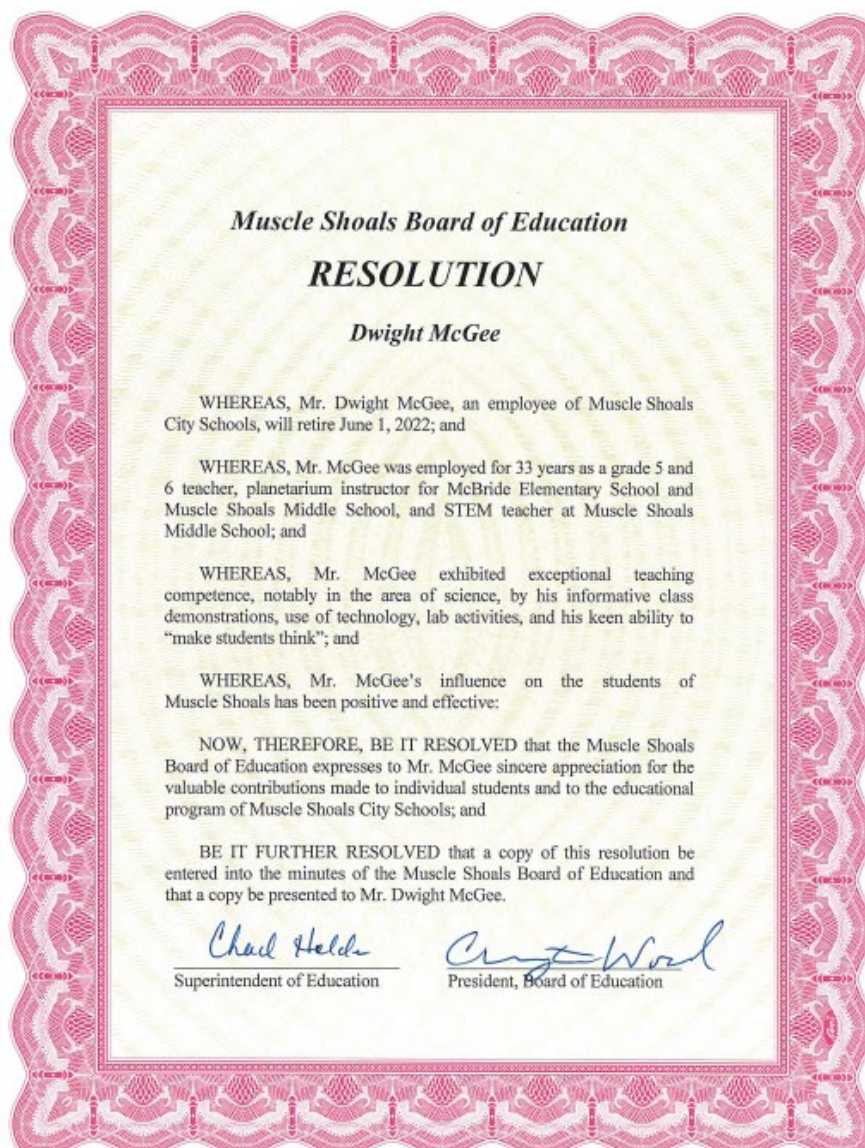 Muscle Shoals Board of Education
RESOLUTION
Dwight McGee
WHEREAS, Mr. Dwight McGee, an employee of Muscle Shoals
City Schools, will retire June 1, 2022; and
WHEREAS, Mr. McGee was employed for 33 years as a grade 5 and
6 teacher, planetarium instructor for McBride Elementary School and
Muscle Shoals Middle School, and STEM teacher at Muscle Shoals
Middle School; and
WHEREAS, Mr. McGee exhibited exceptional teaching
competence, notably in the area of science, by his informative class
demonstrations, use of technology, lab activities, and his keen ability to
“make students think”; and
WHEREAS, Mr. McGee’s influence on the students of
Muscle Shoals has been positive and effective:
NOW, THEREFORE, BE IT RESOLVED that the Muscle Shoals
Board of Education expresses to Mr. McGee sincere appreciation for the
valuable contributions made to individual students and to the educational
program of Muscle Shoals City Schools; and
BE IT FURTHER RESOLVED that a copy of this resolution be
entered into the minutes of the Muscle Shoals Board of Education and
that a copy be presented to Mr. Dwight McGee.
Chad Wood
Superintendent of Education President, Board of Education